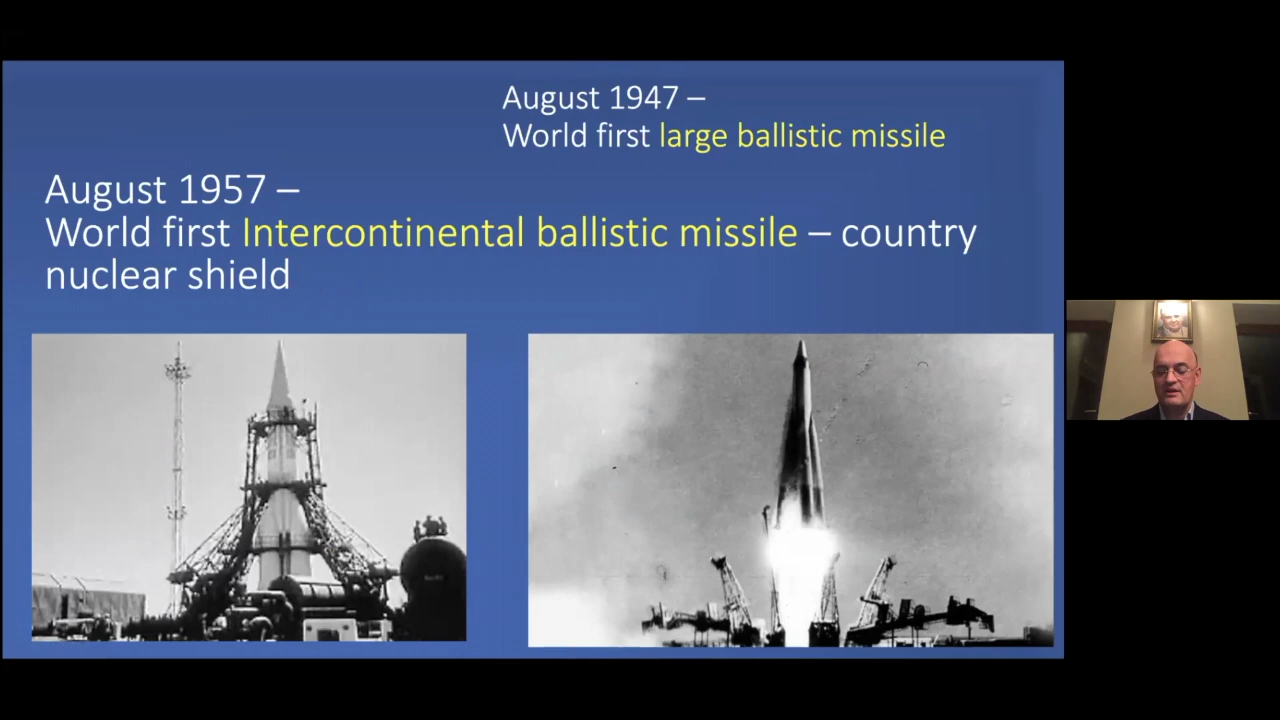 August 1947 –
World first large ballistic missile
August 1957 –
World first Intercontinental ballistic missile – country
nuclear shield